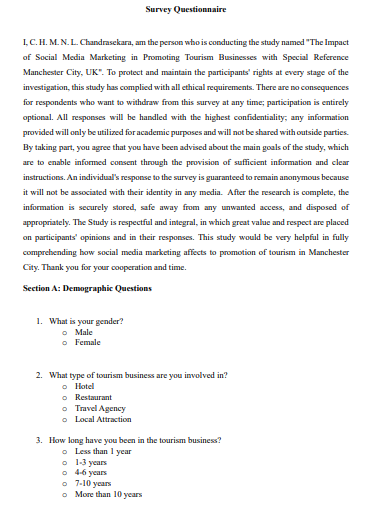 Survey Questionnaire
I, C. H. M. N. L. Chandrasekara, am the person who is conducting the study named "The Impact
of Social Media Marketing in Promoting Tourism Businesses with Special Reference
Manchester City, UK". To protect and maintain the participants' rights at every stage of the
investigation, this study has complied with all ethical requirements. There are no consequences
for respondents who want to withdraw from this survey at any time; participation is entirely
optional. All responses will be handled with the highest confidentiality; any information
provided will only be utilized for academic purposes and will not be shared with outside parties.
By taking part, you agree that you have been advised about the main goals of the study, which
are to enable informed consent through the provision of sufficient information and clear
instructions. An individual's response to the survey is guaranteed to remain anonymous because
it will not be associated with their identity in any media. After the research is complete, the
information is securely stored, safe away from any unwanted access, and disposed of
appropriately. The Study is respectful and integral, in which great value and respect are placed
on participants' opinions and in their responses. This study would be very helpful in fully
comprehending how social media marketing affects to promotion of tourism in Manchester
City. Thank you for your cooperation and time.
Section A: Demographic Questions
1. What is your gender?
o Male
o Female
2. What type of tourism business are you involved in?
o Hotel
o Restaurant
o Travel Agency
o Local Attraction
3. How long have you been in the tourism business?
o Less than 1 year
o 1-3 years
o 4-6 years
o 7-10 years
o More than 10 years